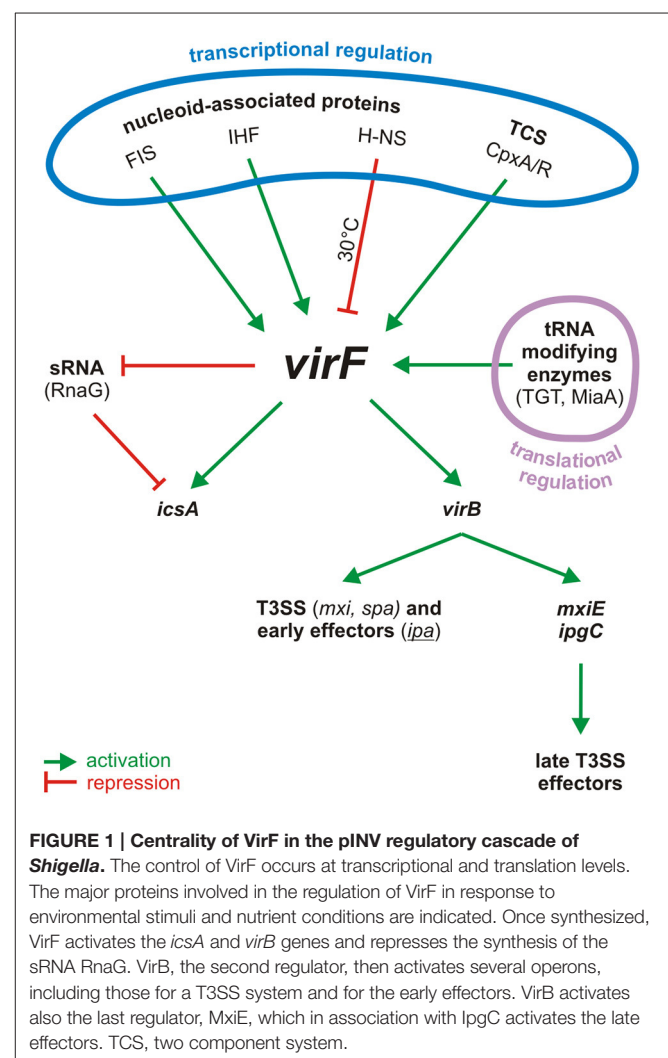 transcriptional regulation
nucleoid-associated proteins
FIS
IHF
H-NS
TCS
CpxA/R
30°C
virF
sRNA
(RnaG)
tRNA
modifying
enzymes
(TGT, MiaA)
translational
regulation
icsA
virB
T3SS (mxi, spa) and
early effectors (ipa)
mxiE
ipgC
late T3SS
effectors
activation
repression
FIGURE 1 | Centrality of VirF in the pINV regulatory cascade of
Shigella. The control of VirF occurs at transcriptional and translation levels.
The major proteins involved in the regulation of VirF in response to
environmental stimuli and nutrient conditions are indicated. Once synthesized,
VirF activates the icsA and virB genes and represses the synthesis of the
sRNA RnaG. VirB, the second regulator, then activates several operons,
including those for a T3SS system and for the early effectors. VirB activates
also the last regulator, MxiE, which in association with IpgC activates the late
effectors. TCS, two component system.